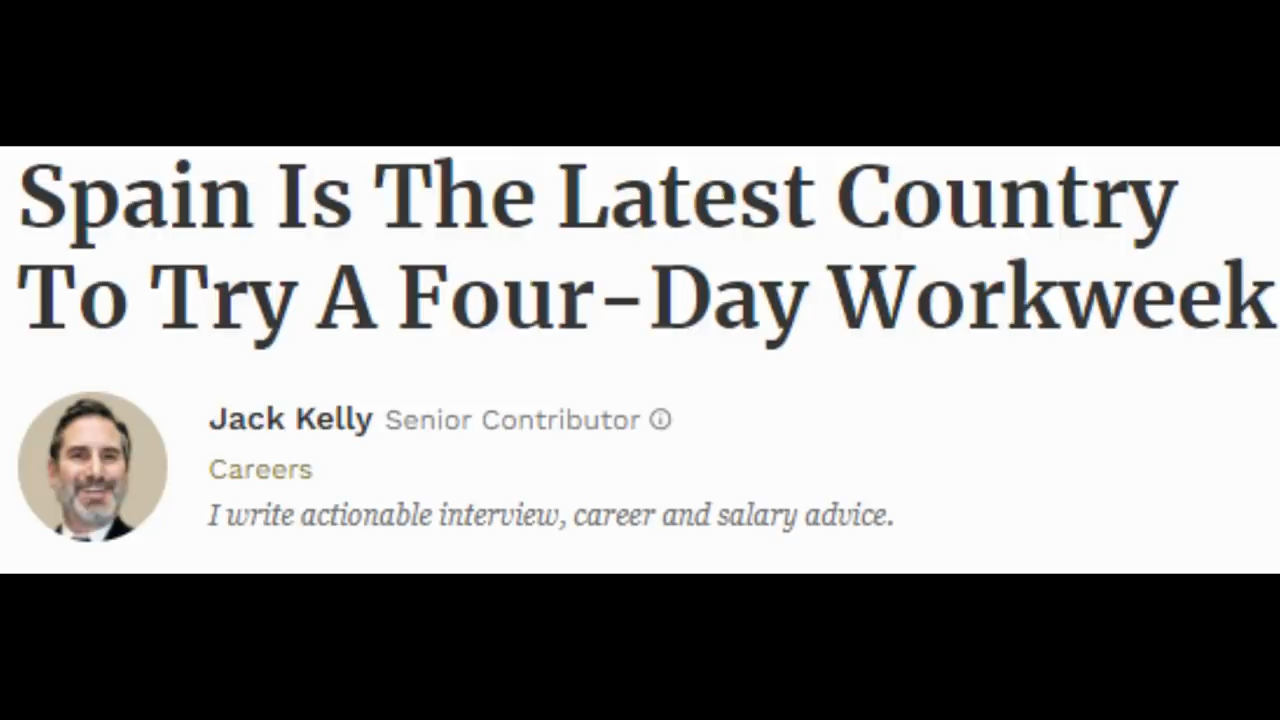 Spain Is The Latest Country
To Try A Four-Day Workweek
Jack Kelly Senior Contributor
Careers
I write actionable interview, career and salary advice.